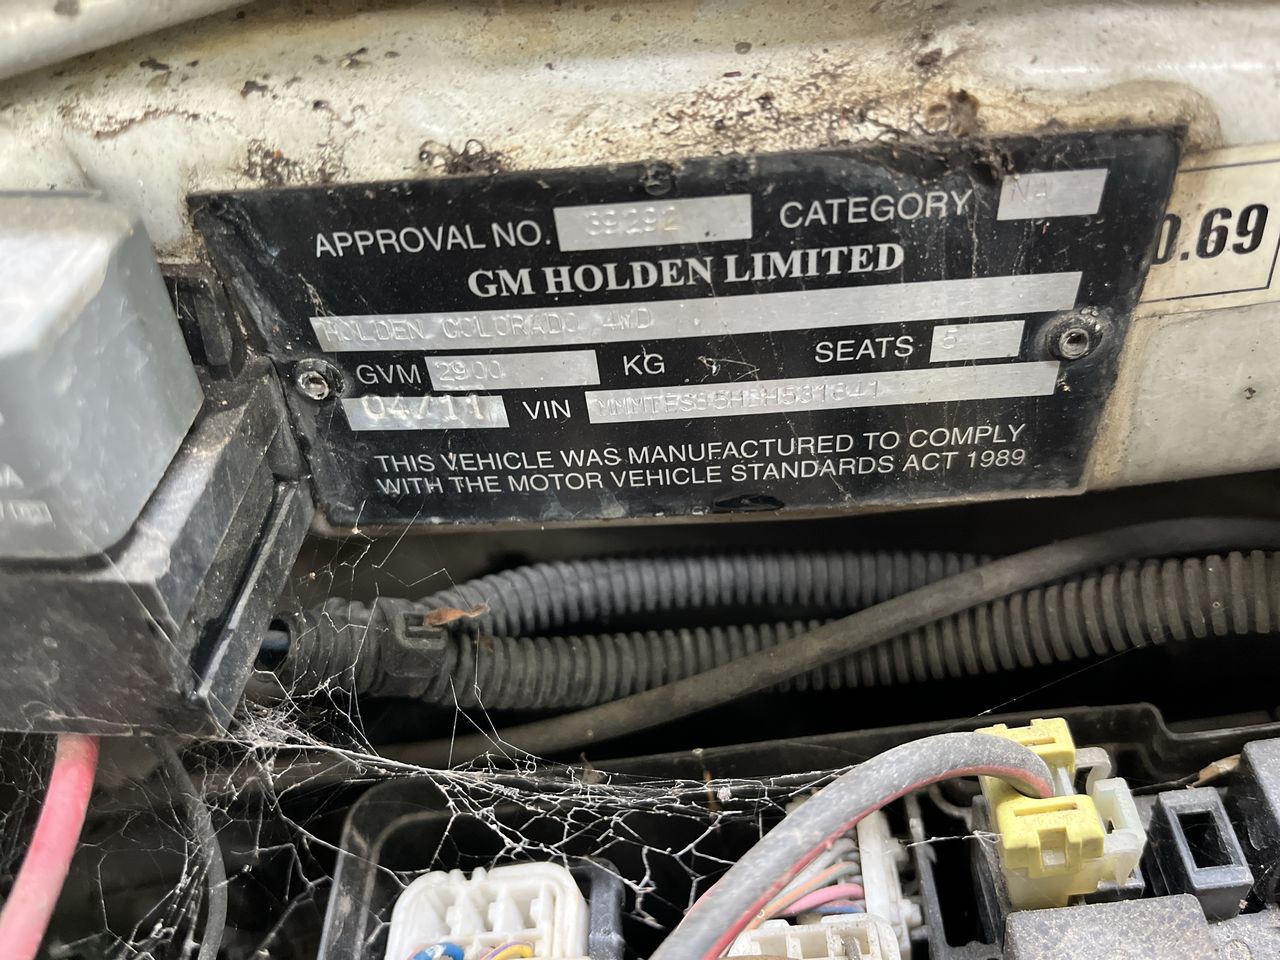 APPROVAL NO. 39292 CATEGORY NA
GM HOLDEN LIMITED
HOLDEN COLORADO 4WD
GVM 2900 KG SEATS 5
04/11 VIN
THIS VEHICLE WAS MANUFACTURED TO COMPLY
WITH THE MOTOR VEHICLE STANDARDS ACT 1989
0.69